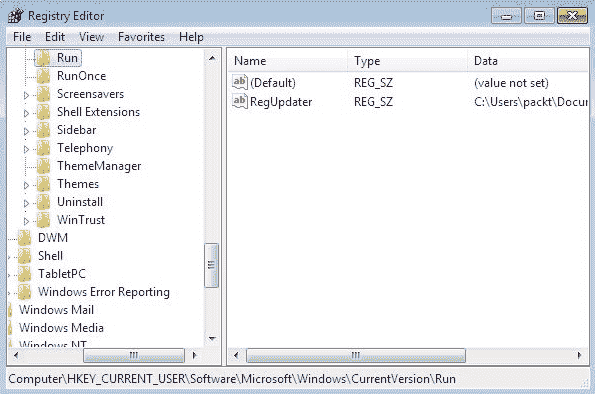 Registry Editor
File Edit View Favorites Help
Run
RunOnce
Screensavers
Shell Extensions
Sidebar
Telephony
ThemeManager
Themes
Uninstall
WinTrust
DWM
Shell
TabletPC
Windows Error Reporting
Windows Mail
Windows Media
Windows NT
Name Type Data
ab (Default) REG_SZ (value not set)
ab RegUpdater REG_SZ C:\Users\packt\Docu
Computer\HKEY_CURRENT_USER\Software\Microsoft\Windows\CurrentVersion\Run